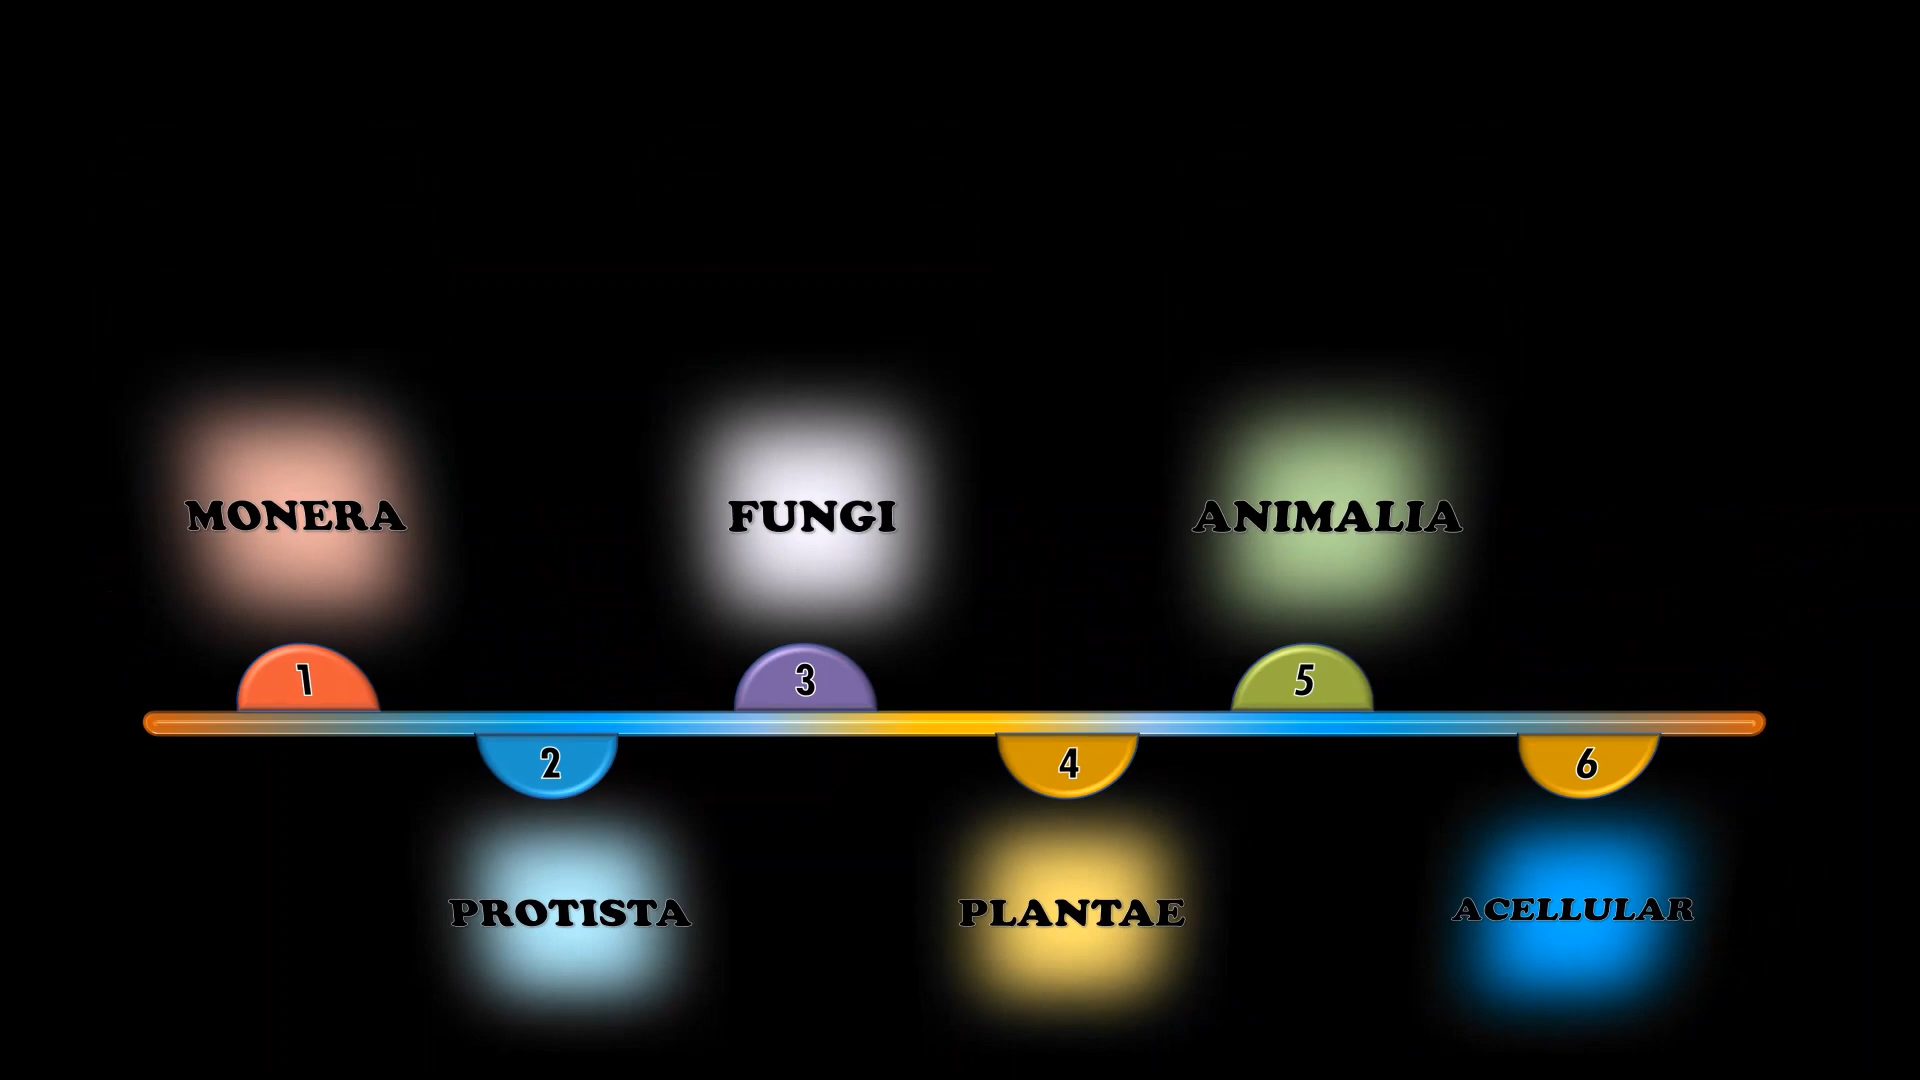 MONERA
FUNGI
ANIMALIA
1
3
5
2
4
6
PROTISTA
PLANTAE
ACELLULAR